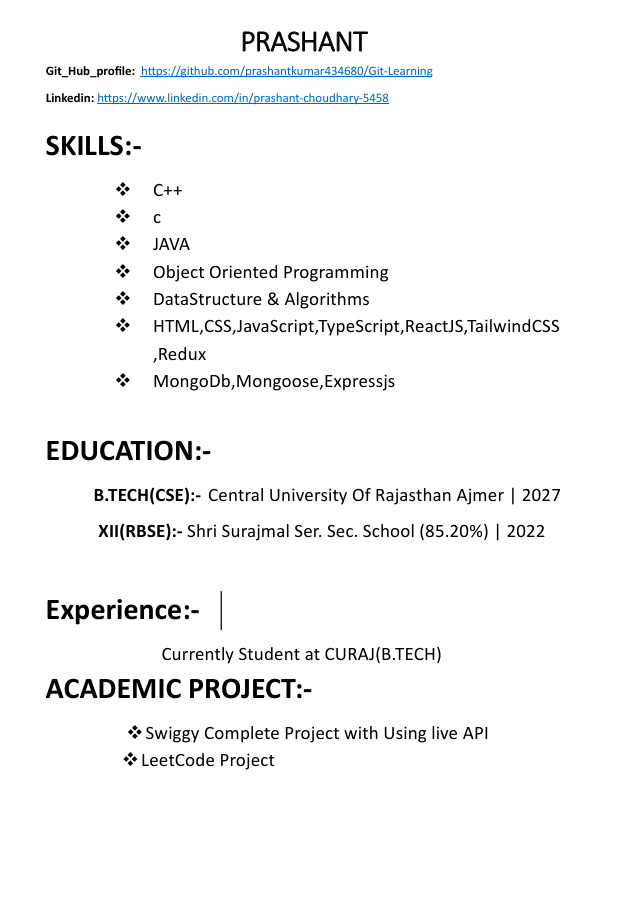 PRASHANT
Git_Hub_profile: https://github.com/prashantkumar434680/Git-Learning
Linkedin: https://www.linkedin.com/in/prashant-choudhary-5458
SKILLS:-
❖ C++
❖ c
❖ JAVA
❖ Object Oriented Programming
❖ DataStructure & Algorithms
❖ HTML,CSS,JavaScript,TypeScript,ReactJS,TailwindCSS
,Redux
❖ MongoDb,Mongoose,Expressjs
EDUCATION:-
B.TECH(CSE):- Central University Of Rajasthan Ajmer | 2027
XII(RBSE):- Shri Surajmal Ser. Sec. School (85.20%) | 2022
Experience:-
Currently Student at CURAJ(B.TECH)
ACADEMIC PROJECT:-
❖ Swiggy Complete Project with Using live API
❖ LeetCode Project